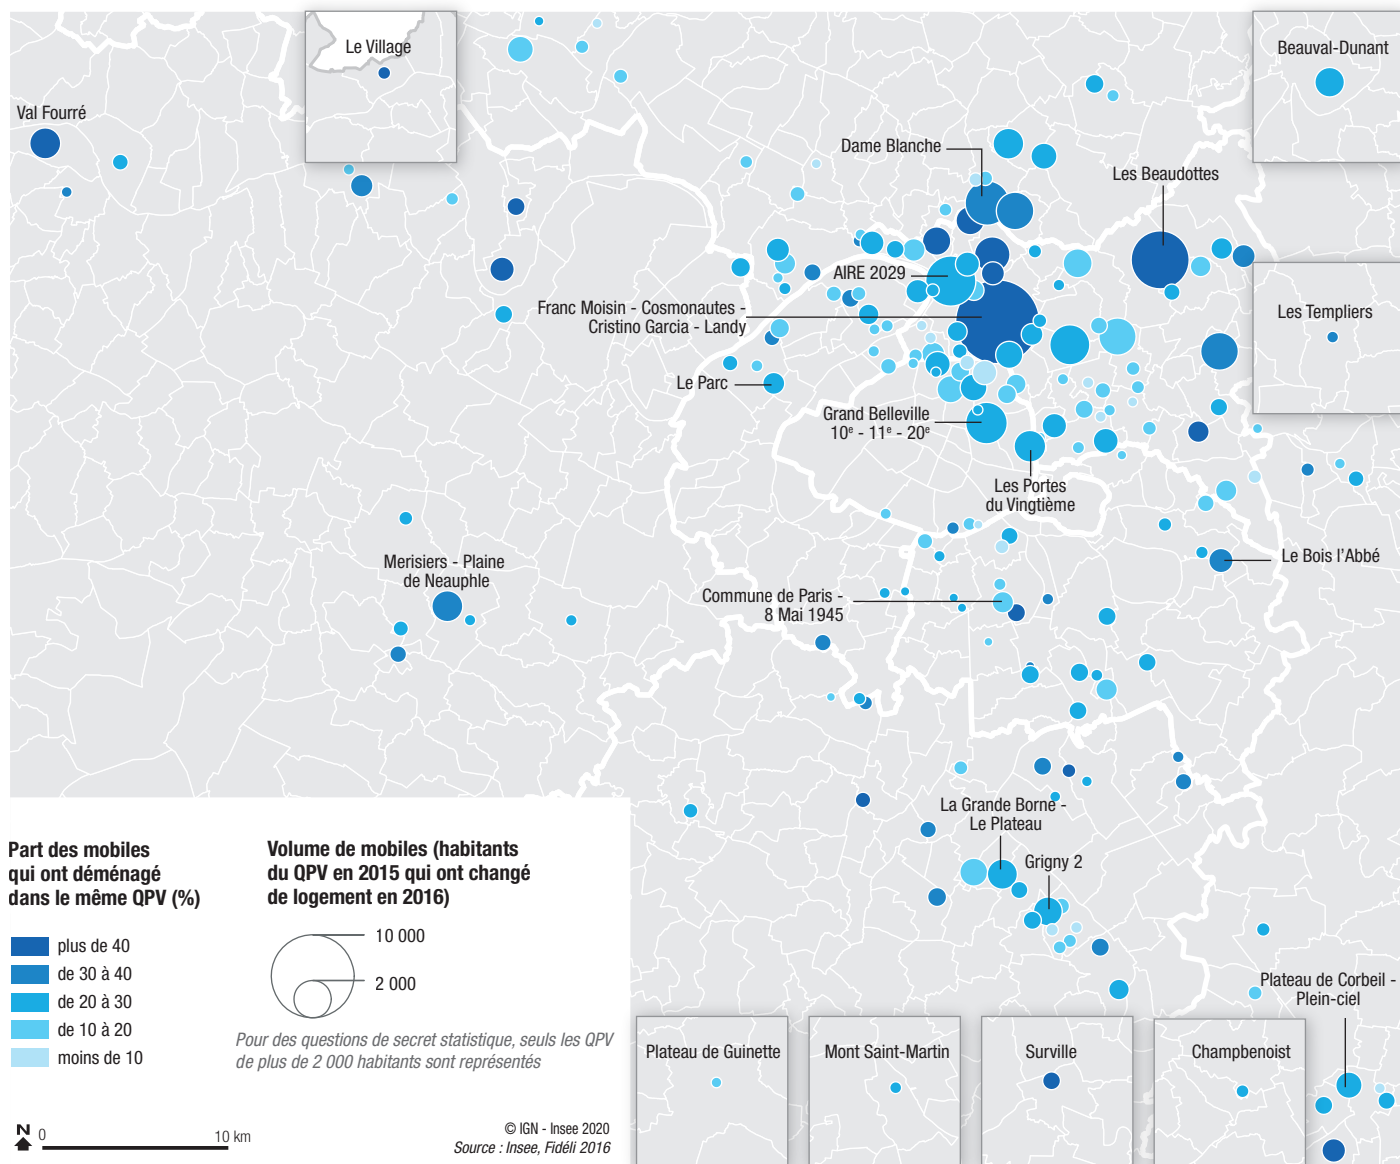 Le Village
Beauval-Dunant
Val Fourré
Dame Blanche
Les Beaudottes
AIRE 2029
Franc Moisin - Cosmonautes -
Cristino Garcia - Landy
Les Templiers
Le Parc
Grand Belleville
10e - 11e - 20e
Les Portes
du Vingtième
Merisiers - Plaine
de Neauphle
Le Bois l'Abbé
Commune de Paris -
8 Mai 1945
La Grande Borne -
Le Plateau
Grigny 2
Plateau de Corbeil -
Plein-ciel
Plateau de Guinette
Mont Saint-Martin
Surville
Champbenoist
Part des mobiles
qui ont déménagé
dans le même QPV (%)
plus de 40
de 30 à 40
de 20 à 30
de 10 à 20
moins de 10
Volume de mobiles (habitants
du QPV en 2015 qui ont changé
de logement en 2016)
10 000
2 000
Pour des questions de secret statistique, seuls les QPV
de plus de 2 000 habitants sont représentés
N
0
10 km
© IGN - Insee 2020
Source : Insee, Fidéli 2016